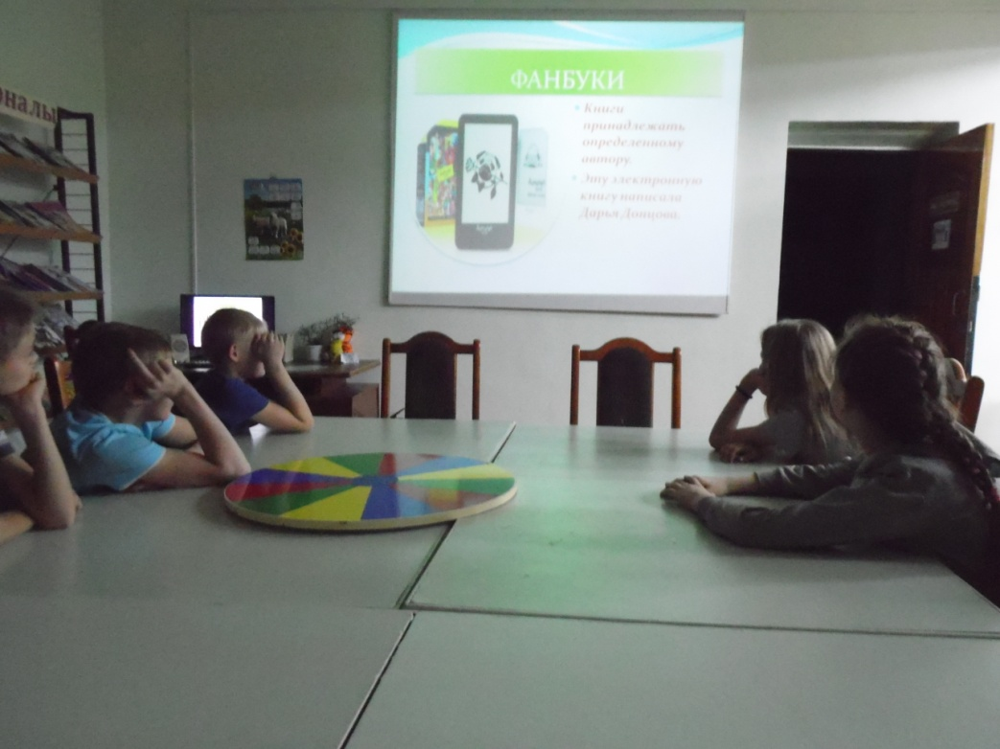 ФАНБУКИ
Книги
принадлежать
определенному
автору.
Эту электронную
книгу написала
Дарья Донцова.